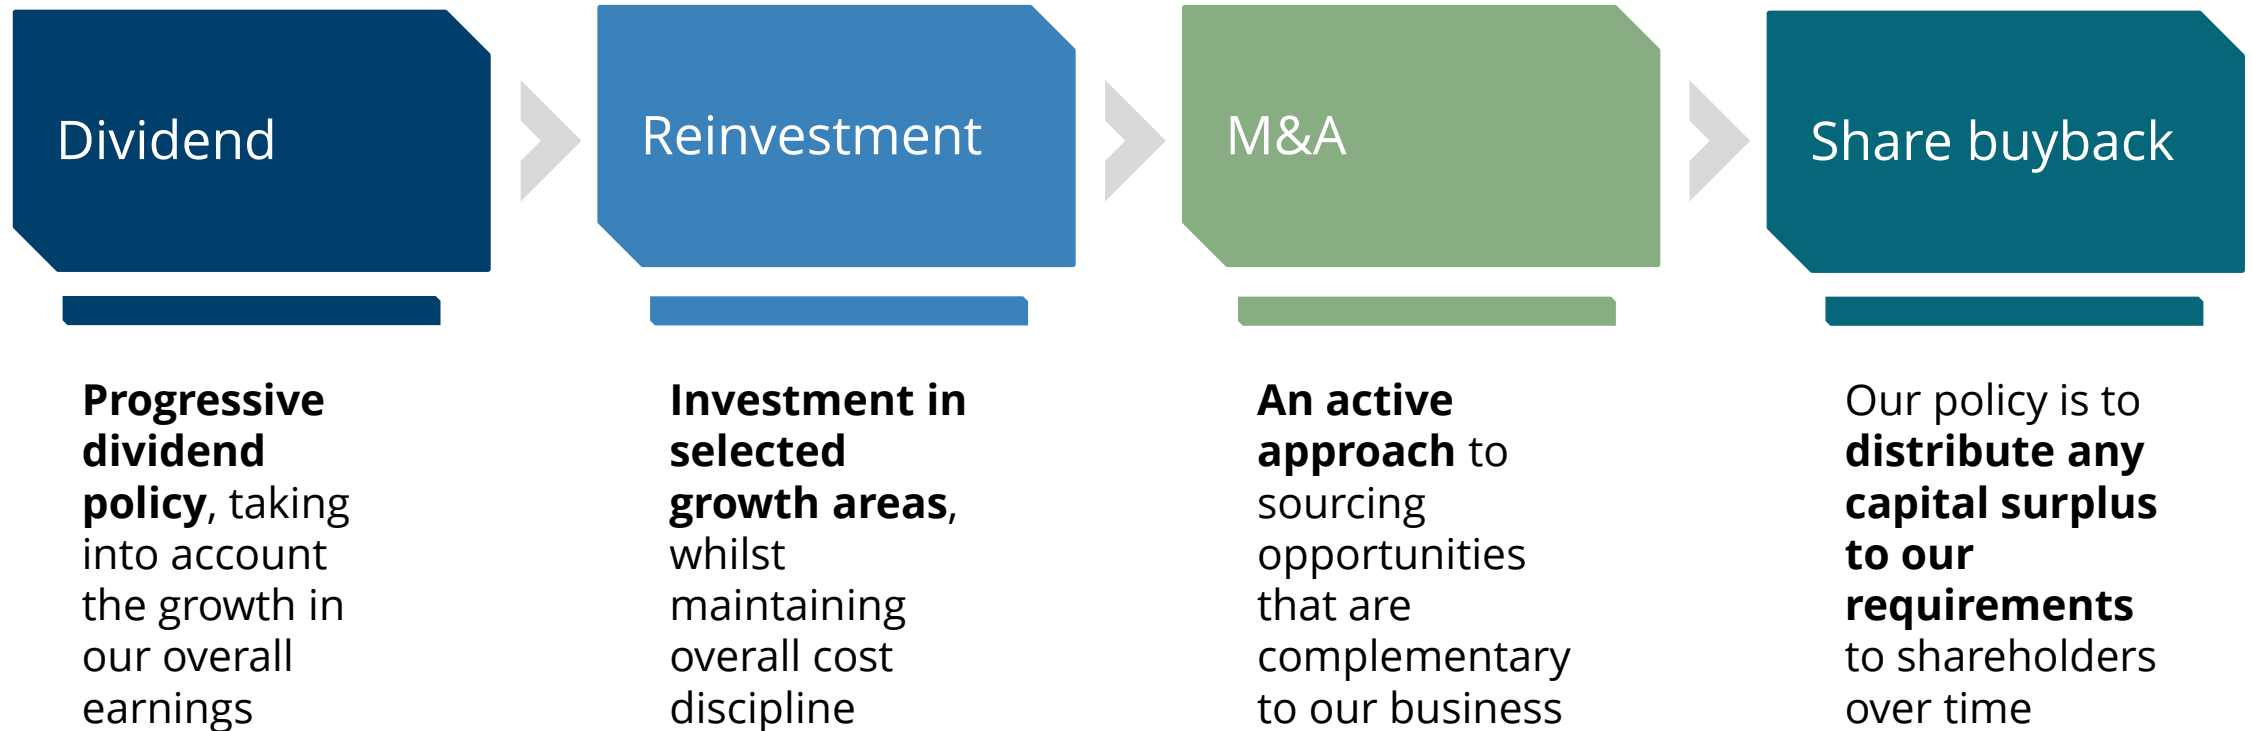 Dividend
Reinvestment
M&A
Share buyback
Progressive
dividend
policy, taking
into account
the growth in
our overall
earnings
Investment in
selected
growth areas,
whilst
maintaining
overall cost
discipline
An active
approach to
sourcing
opportunities
that are
complementary
to our business
Our policy is to
distribute any
capital surplus
to our
requirements
to shareholders
over time